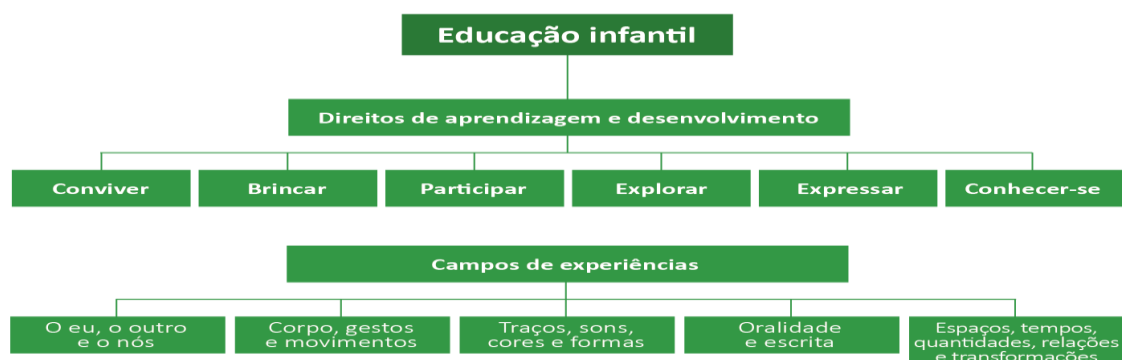 Educação infantil
Direitos de aprendizagem e desenvolvimento
Conviver
Brincar
Participar
Explorar
Expressar
Conhecer-se
Campos de experiências
O eu, o outro
e o nós
Corpo, gestos
e movimentos
Traços, sons,
cores e formas
Oralidade
e escrita
Espaços, tempos,
quantidades, relações
e transformações